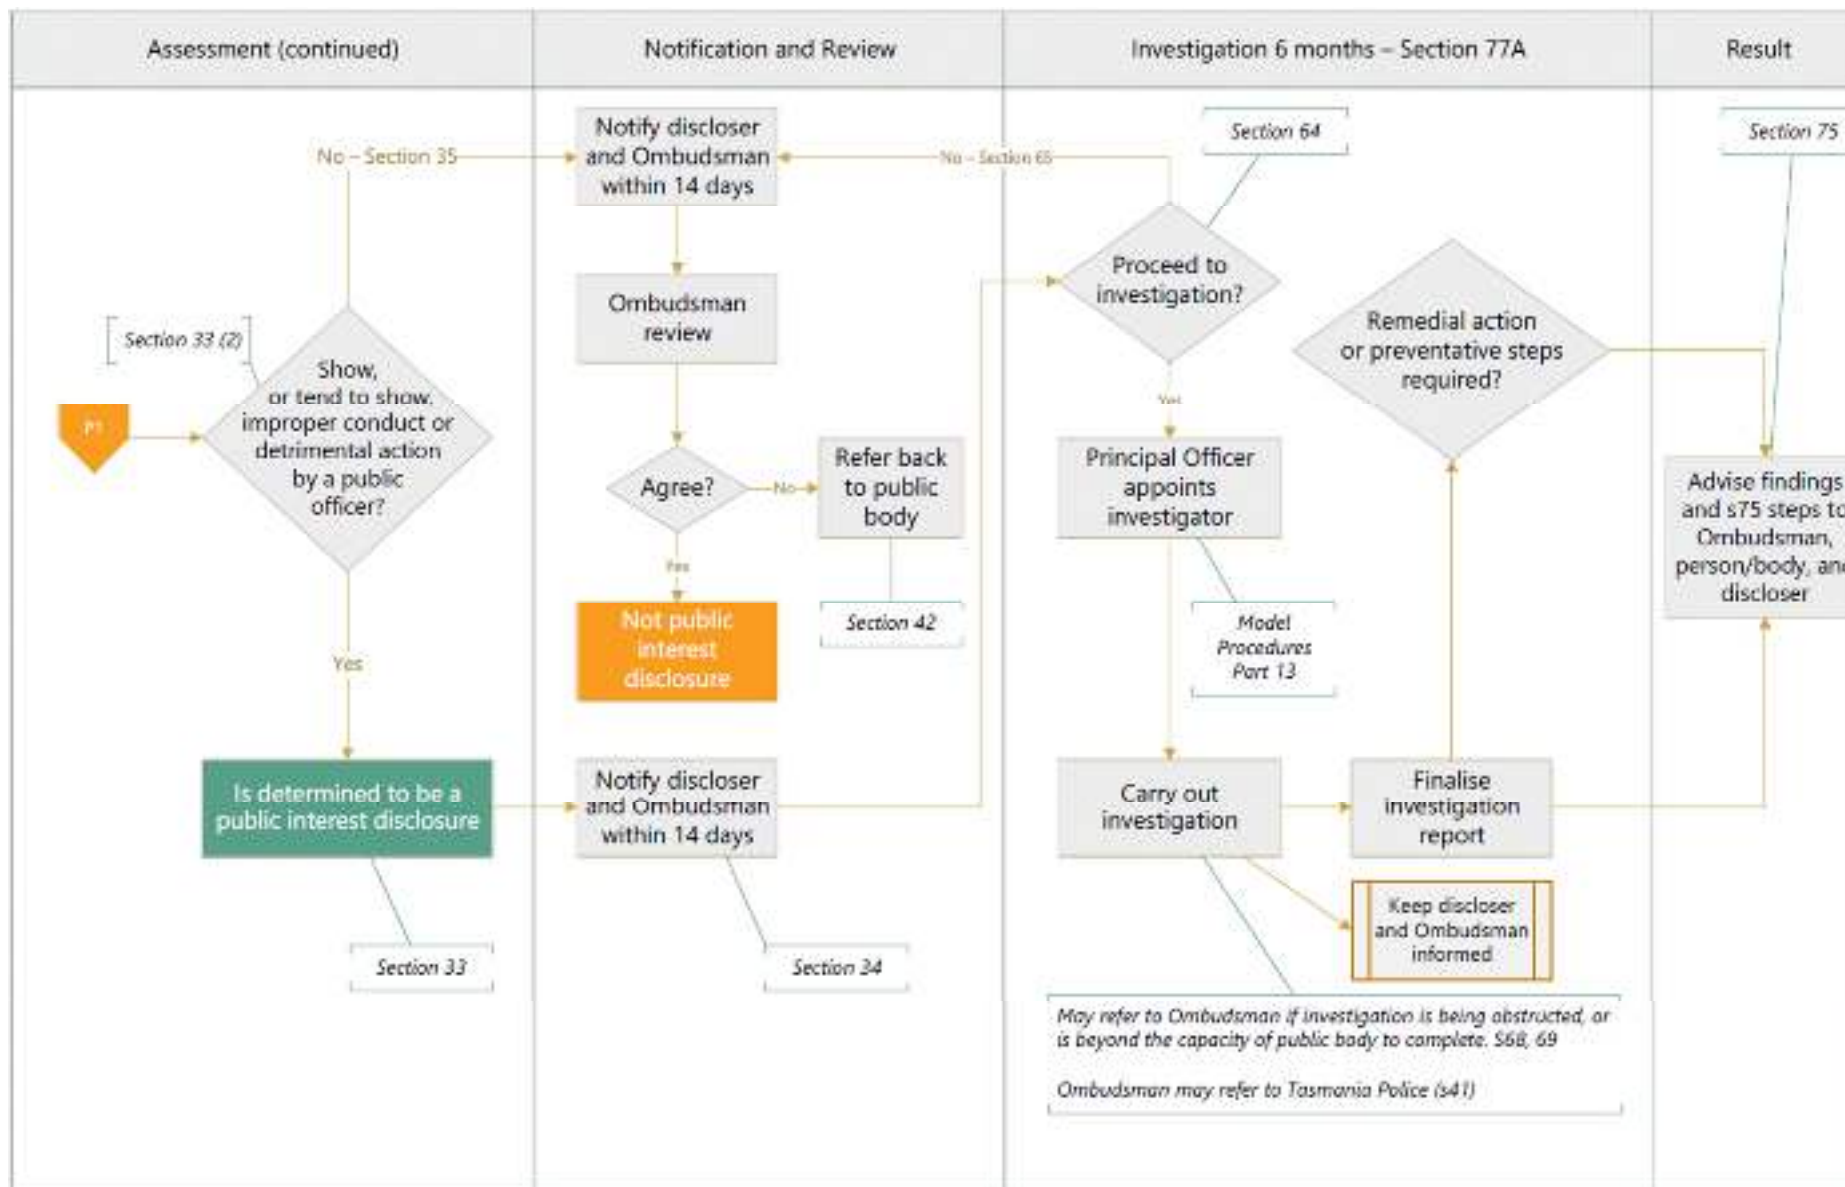 Assessment (continued)
Notification and Review
Investigation 6 months – Section 77A
Result
No – Section 35
Section 33 (2)
P1
Show,
or tend to show,
improper conduct or
detrimental action
by a public
officer?
Yes
Is determined to be a
public interest disclosure
Section 33
Notify discloser
and Ombudsman
within 14 days
Ombudsman
review
Agree?
No
Refer back
to public
body
Section 42
Yes
Not public
interest
disclosure
Notify discloser
and Ombudsman
within 14 days
Section 34
No – Section 65
Section 64
Proceed to
investigation?
Yes
Principal Officer
appoints
investigator
Model
Procedures
Part 13
Carry out
investigation
Finalise
investigation
report
Keep discloser
and Ombudsman
informed
May refer to Ombudsman if investigation is being obstructed, or
is beyond the capacity of public body to complete. S68, 69
Ombudsman may refer to Tasmania Police (s41)
Remedial action
or preventative steps
required?
Section 75
Advise findings
and s75 steps to
Ombudsman,
person/body, and
discloser